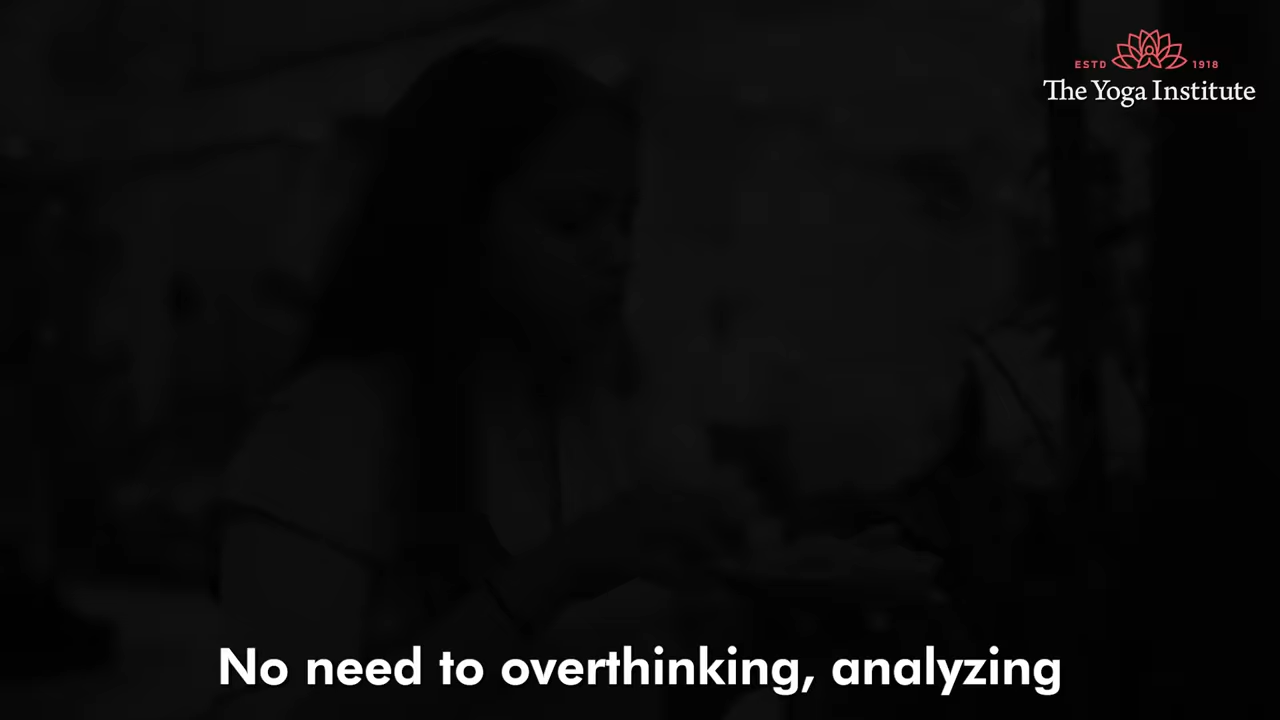 ESTD 1918
The Yoga Institute
No need to overthinking, analyzing